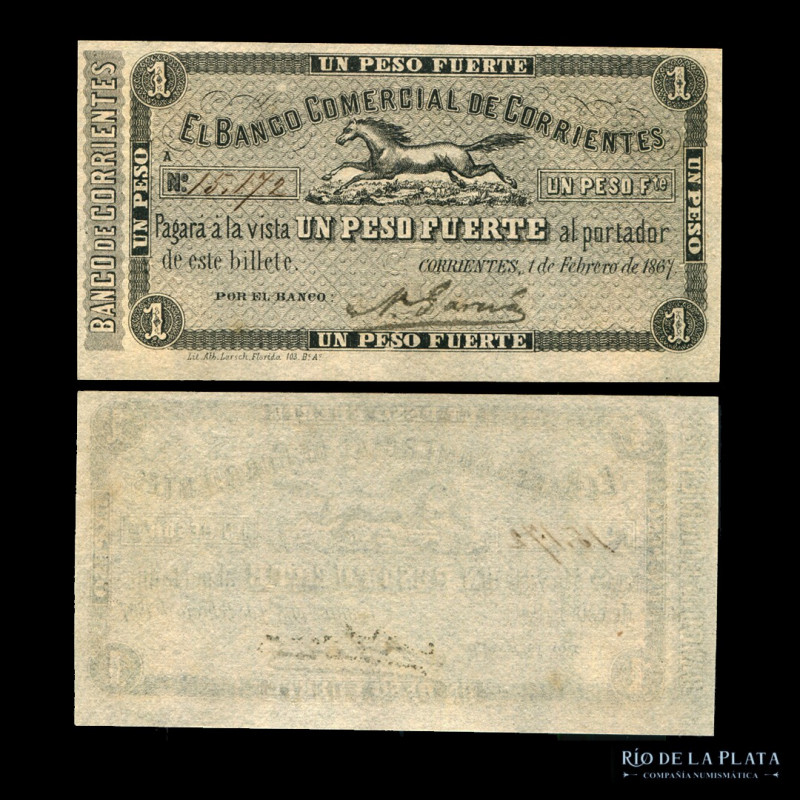 BANCO DE CORRIENTES
1 UN PESO FUERTE 1
EL BANCO COMERCIAL DE CORRIENTES
A
Nº 15.172
UN PESO Fte
UN PESO
UN PESO
Pagará á la vista UN PESO FUERTE al portador
de este billete. CORRIENTES, 1 de Febrero de 1867
POR EL BANCO:
1 UN PESO FUERTE 1
Lit. Alb. Larsch. Florida 103. Bs. As.
RÍO DE LA PLATA
COMPAÑÍA NUMISMÁTICA